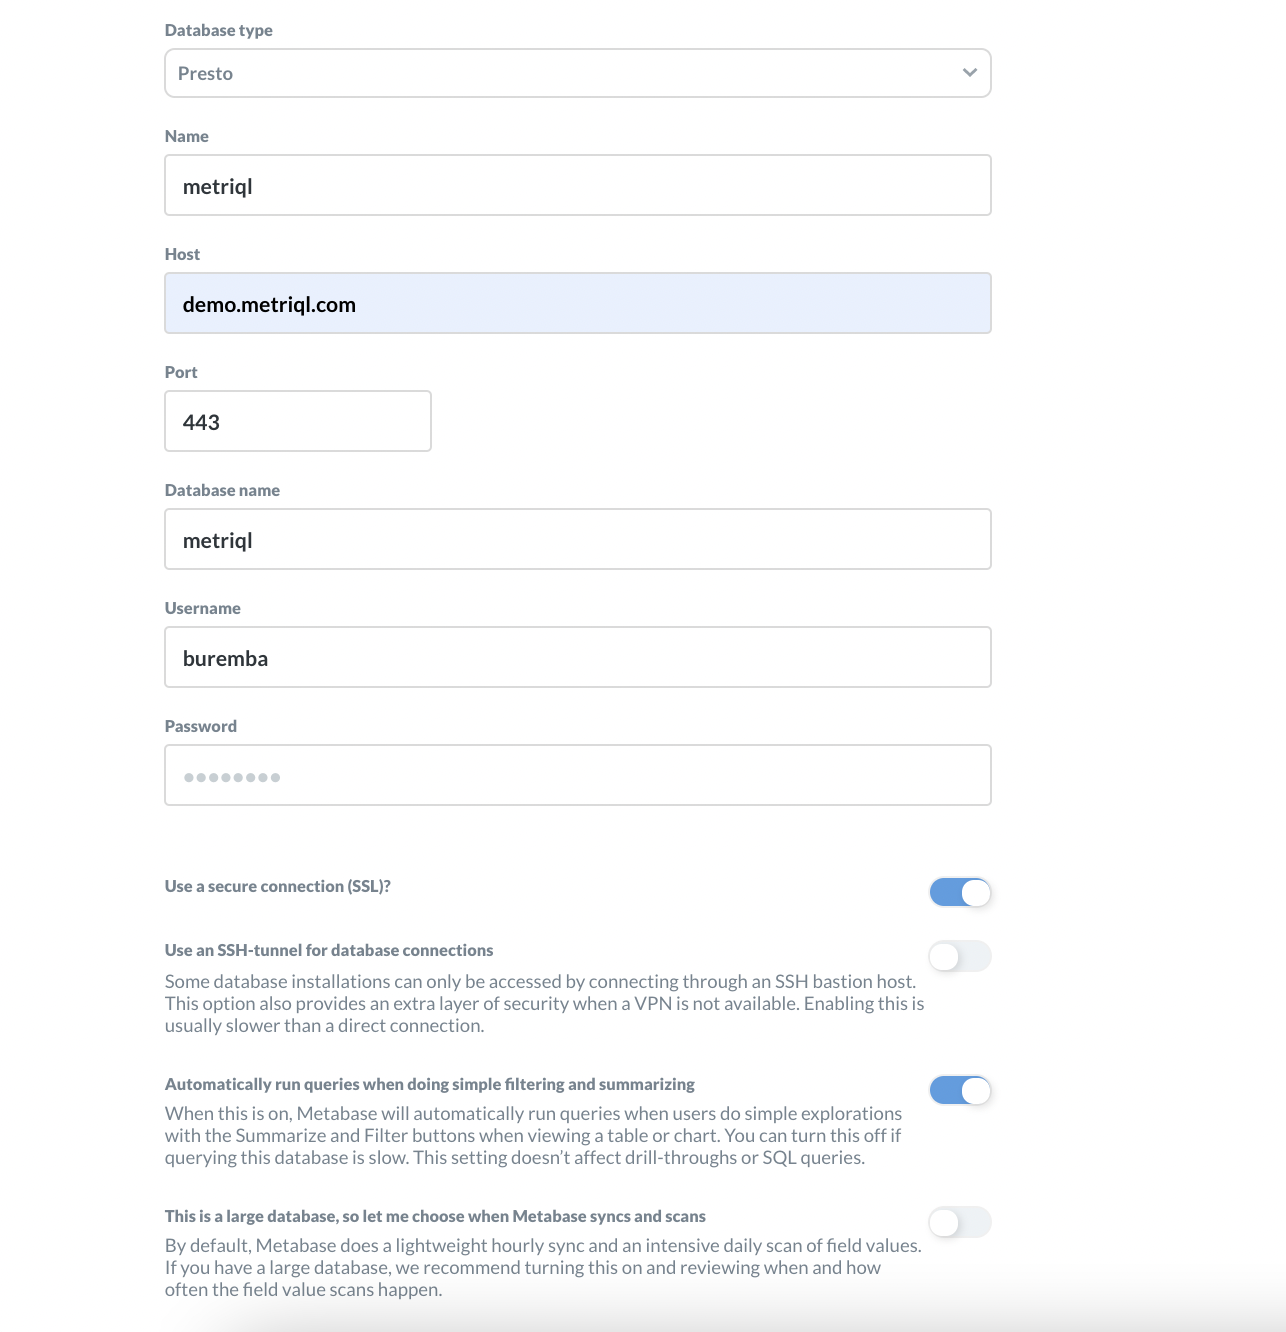 Database type
Presto
Name
metriql
Host
demo.metriql.com
Port
443
Database name
metriql
Username
buremba
Password
••••••••
Use a secure connection (SSL)?
Use an SSH-tunnel for database connections
Some database installations can only be accessed by connecting through an SSH bastion host.
This option also provides an extra layer of security when a VPN is not available. Enabling this is
usually slower than a direct connection.
Automatically run queries when doing simple filtering and summarizing
When this is on, Metabase will automatically run queries when users do simple explorations
with the Summarize and Filter buttons when viewing a table or chart. You can turn this off if
querying this database is slow. This setting doesn’t affect drill-throughs or SQL queries.
This is a large database, so let me choose when Metabase syncs and scans
By default, Metabase does a lightweight hourly sync and an intensive daily scan of field values.
If you have a large database, we recommend turning this on and reviewing when and how
often the field value scans happen.